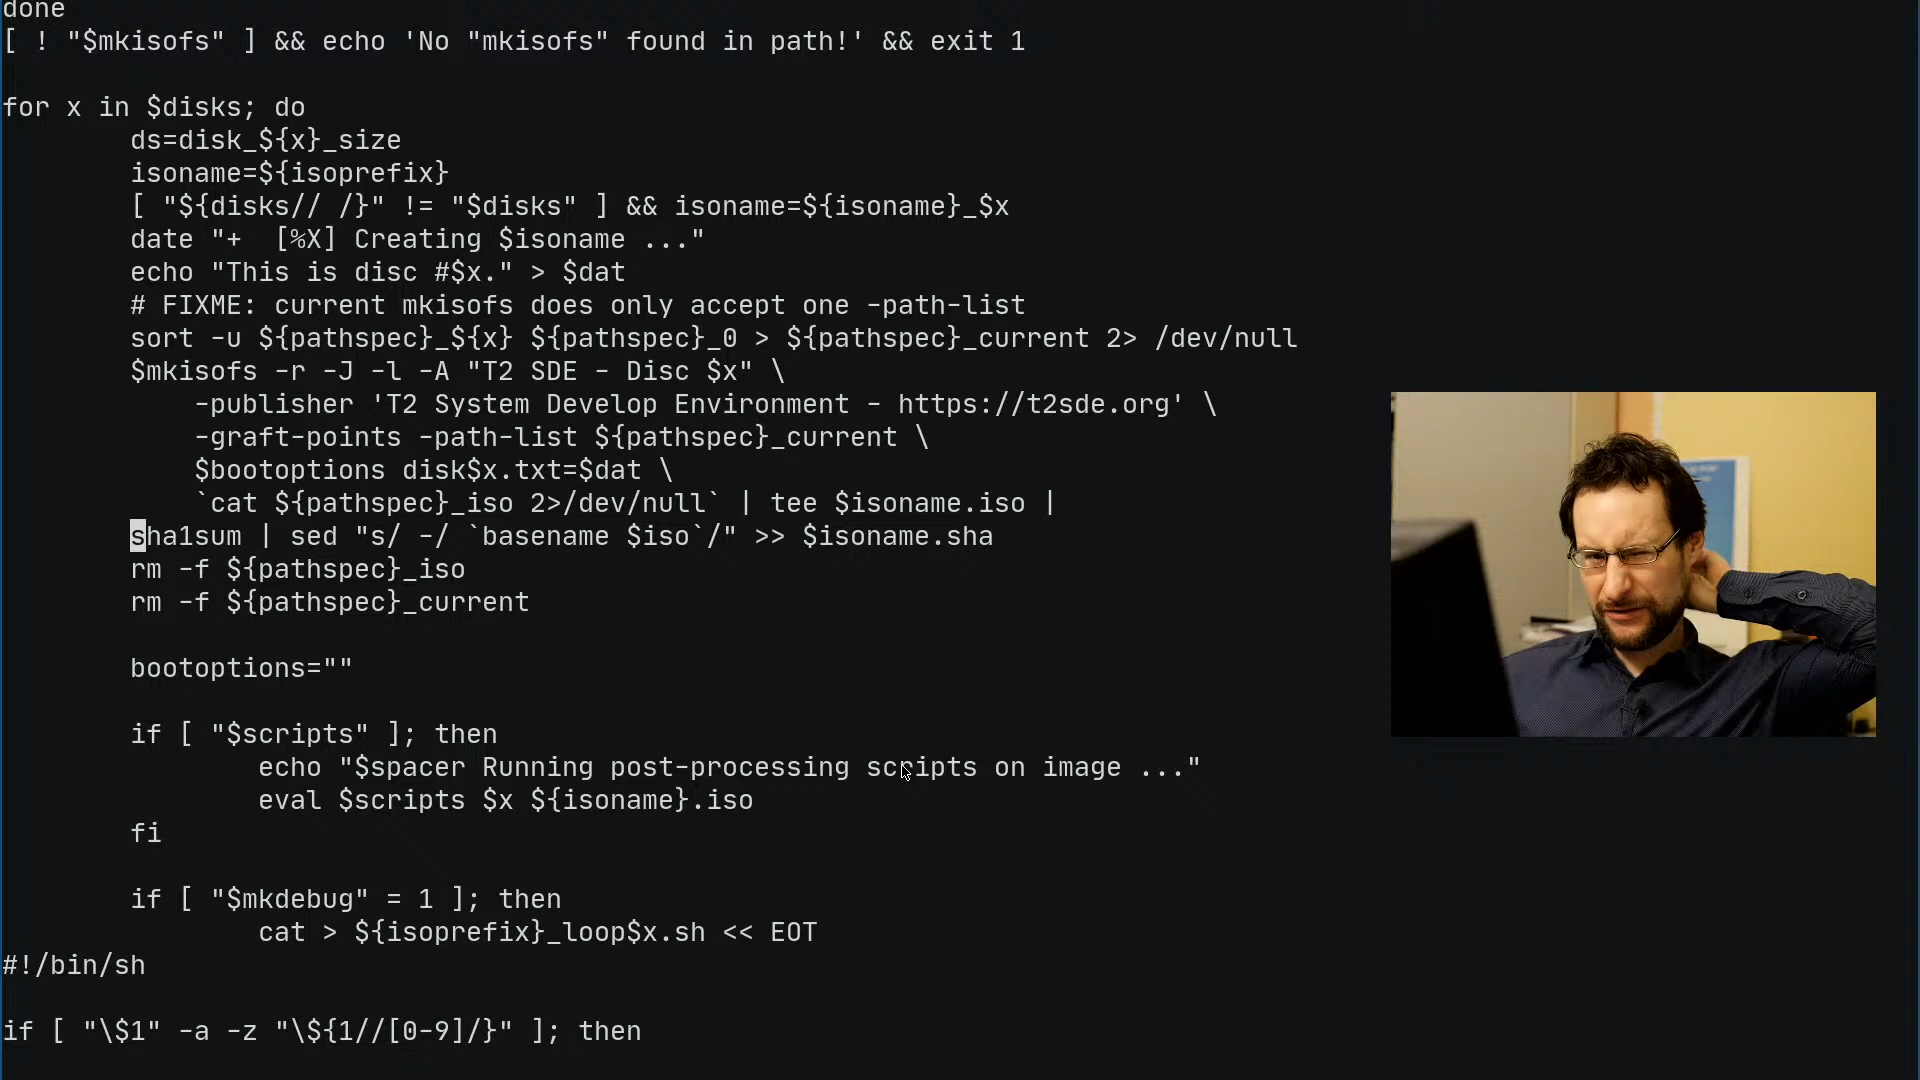 done
[ ! "$mkisofs" ] && echo 'No "mkisofs" found in path!' && exit 1
for x in $disks; do
ds=disk_${x}_size
isoname=${isoprefix}
[ "${disks// /}" != "$disks" ] && isoname=${isoname}_$x
date "+  [%X] Creating $isoname ..."
echo "This is disc #$x." > $dat
# FIXME: current mkisofs does only accept one -path-list
sort -u ${pathspec}_${x} ${pathspec}_0 > ${pathspec}_current 2> /dev/null
$mkisofs -r -J -l -A "T2 SDE - Disc $x" \
-publisher 'T2 System Develop Environment - https://t2sde.org' \
-graft-points -path-list ${pathspec}_current \
$bootoptions disk$x.txt=$dat \
`cat ${pathspec}_iso 2>/dev/null` | tee $isoname.iso |
sha1sum | sed "s/ -/ `basename $iso`/" >> $isoname.sha
rm -f ${pathspec}_iso
rm -f ${pathspec}_current
bootoptions=""
if [ "$scripts" ]; then
echo "$spacer Running post-processing scripts on image ..."
eval $scripts $x ${isoname}.iso
fi
if [ "$mkdebug" = 1 ]; then
cat > ${isoprefix}_loop$x.sh << EOT
#!/bin/sh
if [ "\$1" -a -z "\${1//[0-9]/}" ]; then